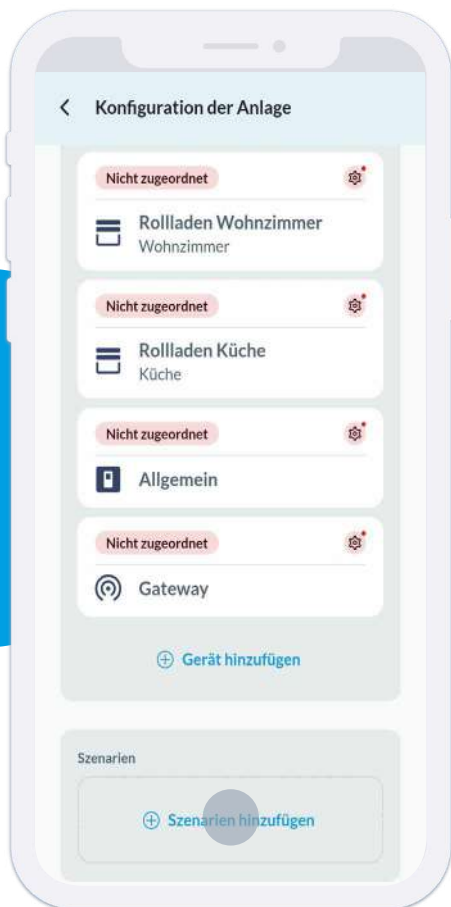 Konfiguration der Anlage
Nicht zugeordnet
Rollladen Wohnzimmer
Wohnzimmer
Nicht zugeordnet
Rollladen Küche
Küche
Nicht zugeordnet
Allgemein
Nicht zugeordnet
Gateway
Gerät hinzufügen
Szenarien
Szenarien hinzufügen